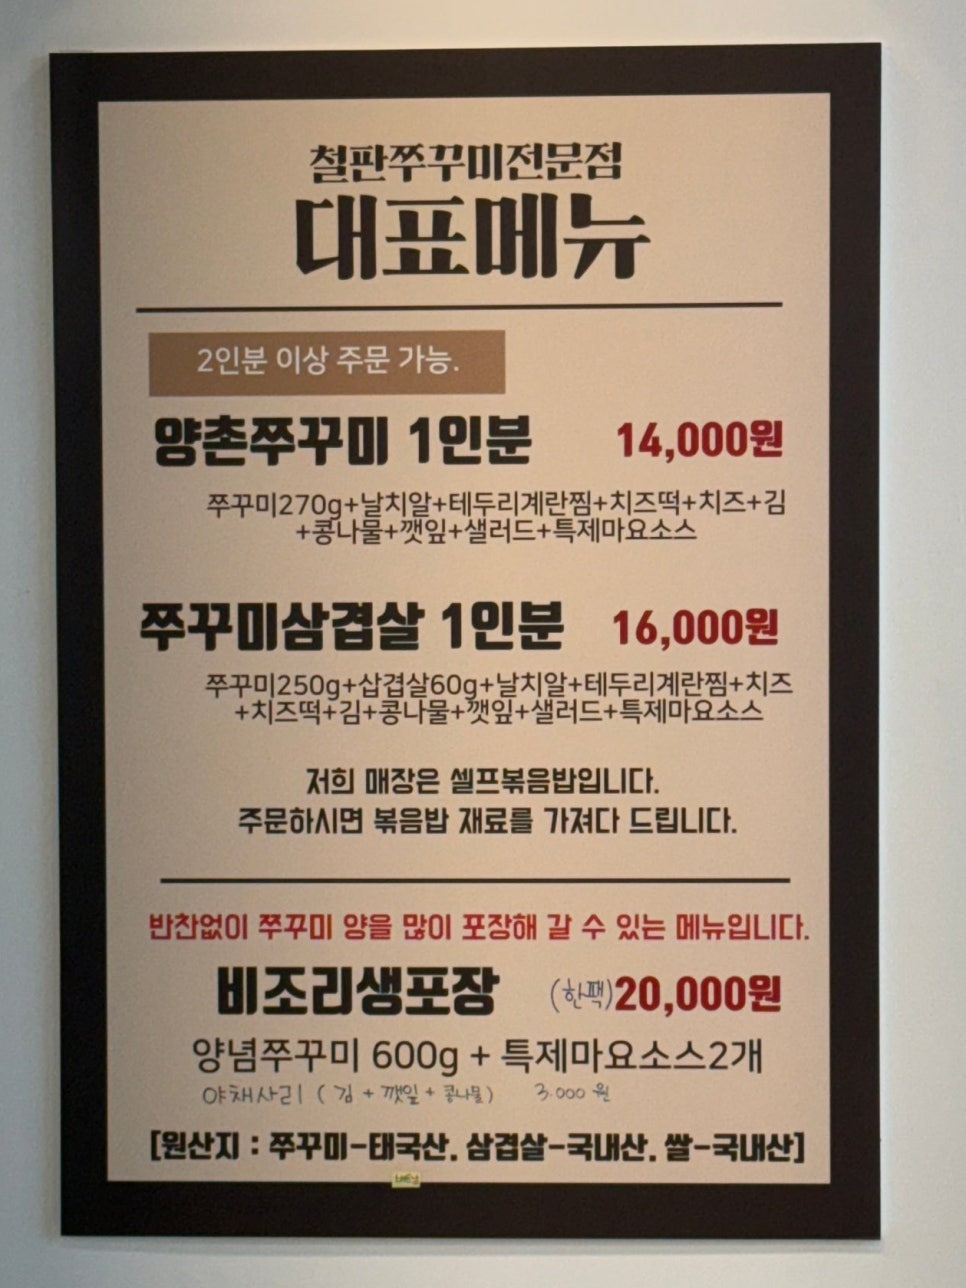 철판쭈꾸미전문점
대표메뉴
2인분 이상 주문 가능.
양촌쭈꾸미 1인분 14,000원
쭈꾸미270g+날치알+테두리계란찜+치즈떡+치즈+김
+콩나물+깻잎+샐러드+특제마요소스
쭈꾸미삼겹살 1인분 16,000원
쭈꾸미250g+삽겹살60g+날치알+테두리계란찜+치즈
+치즈떡+김+콩나물+깻잎+샐러드+특제마요소스
저희 매장은 셀프볶음밥입니다.
주문하시면 볶음밥 재료를 가져다 드립니다.
반찬없이 쭈꾸미 양을 많이 포장해 갈 수 있는 메뉴입니다.
비조리생포장 (한팩)20,000원
양념쭈꾸미 600g + 특제마요소스2개
야채사리 ( 김 + 깻잎 + 콩나물) 3.000 원
[원산지 : 쭈꾸미-태국산. 삼겹살-국내산. 쌀-국내산]